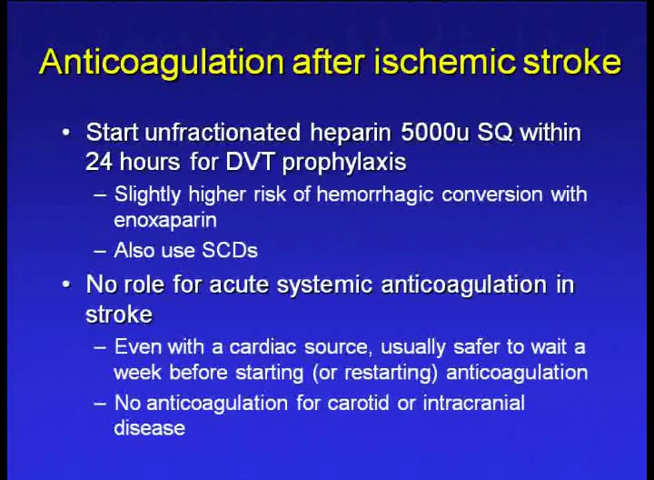 Anticoagulation after ischemic stroke
• Start unfractionated heparin 5000u SQ within
24 hours for DVT prophylaxis
– Slightly higher risk of hemorrhagic conversion with
enoxaparin
– Also use SCDs
• No role for acute systemic anticoagulation in
stroke
– Even with a cardiac source, usually safer to wait a
week before starting (or restarting) anticoagulation
– No anticoagulation for carotid or intracranial
disease